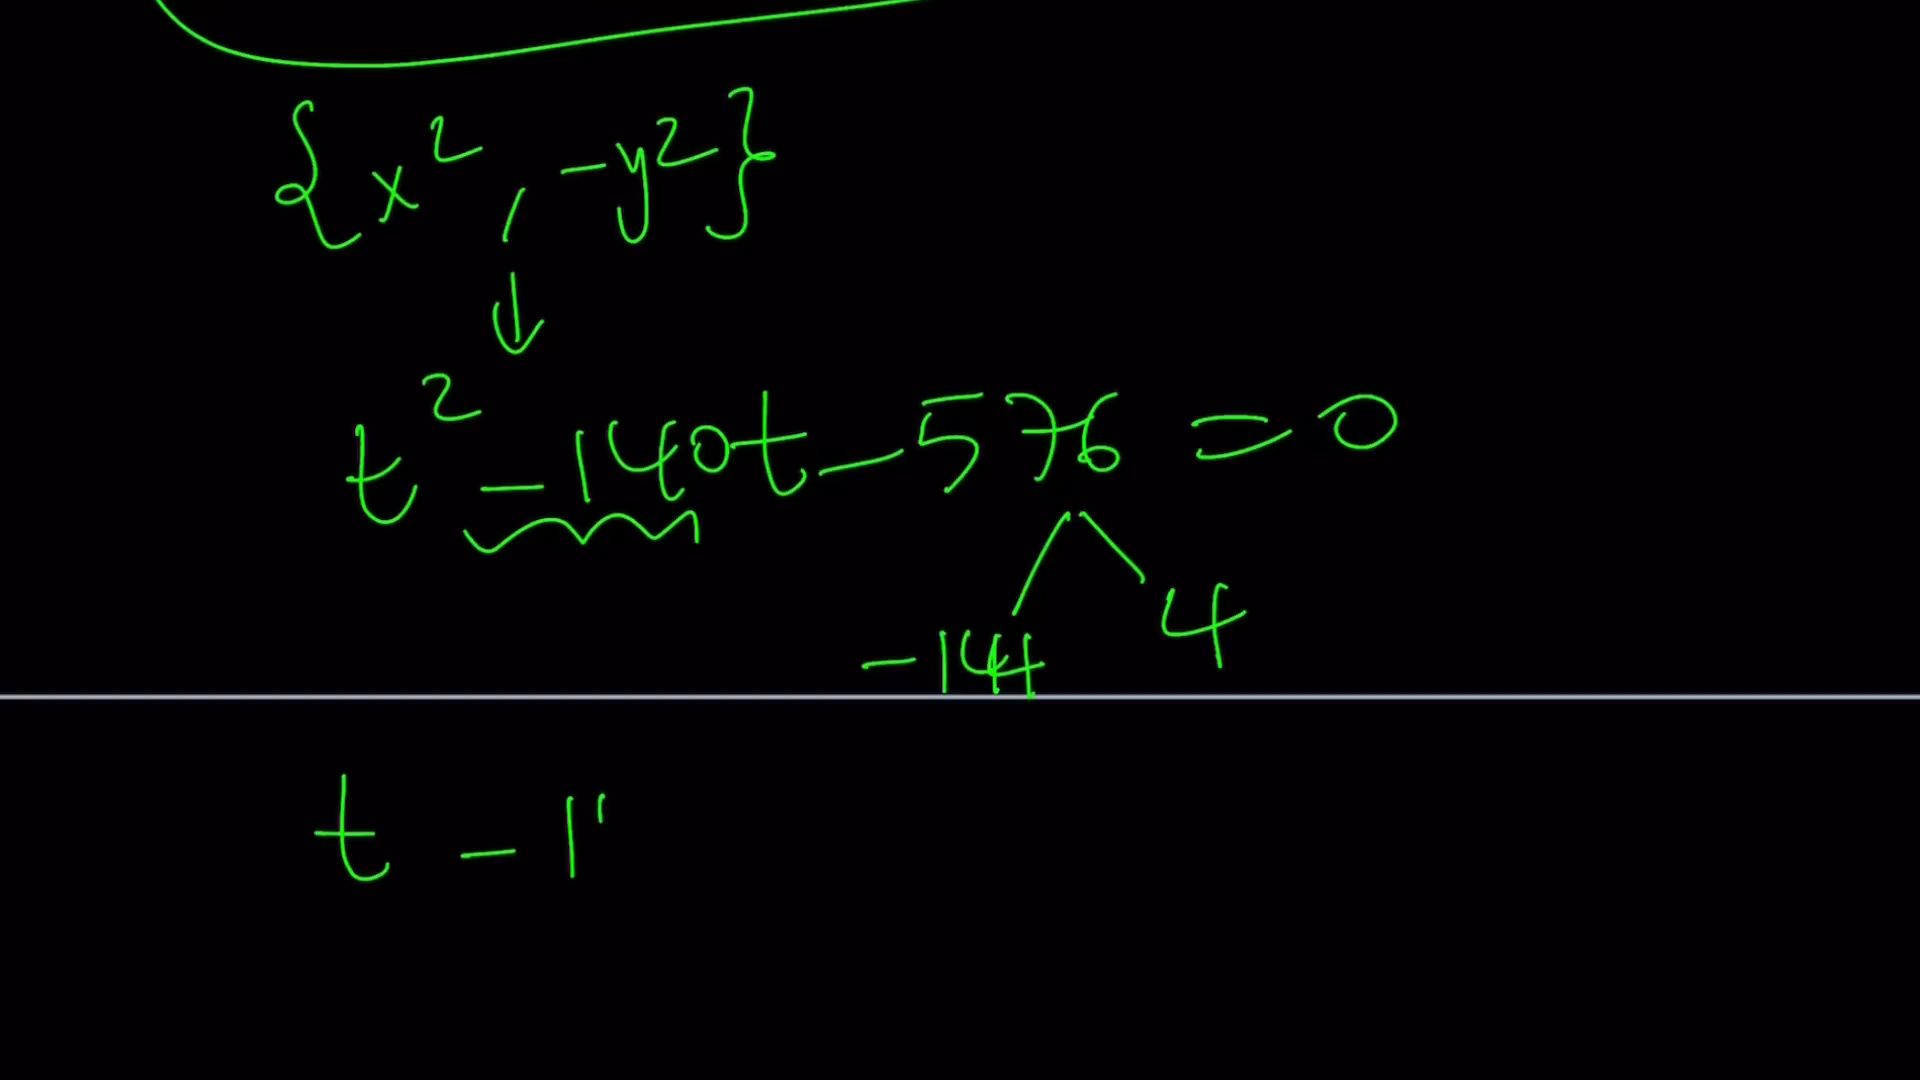 {x², -y²}
↓
t² - 140t - 576 = 0
-144 4
t - 1